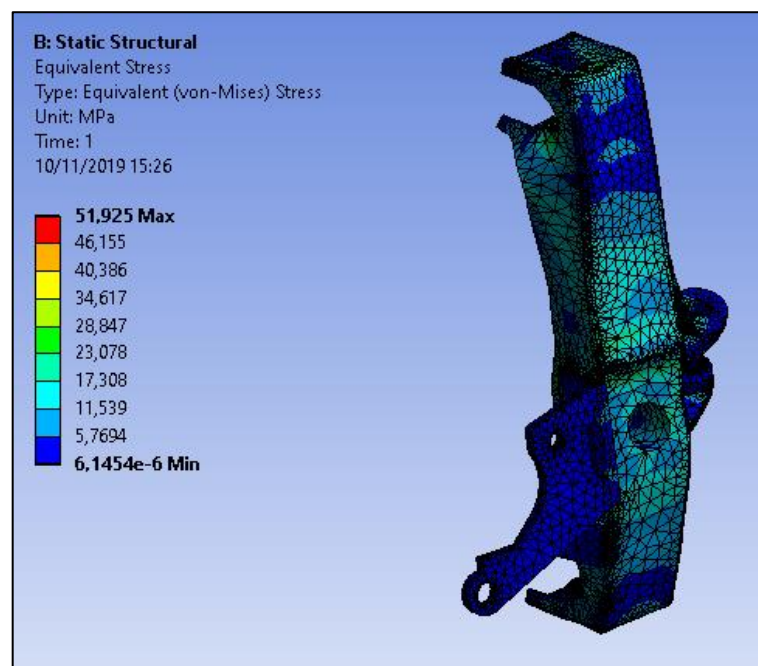 B: Static Structural
Equivalent Stress
Type: Equivalent (von-Mises) Stress
Unit: MPa
Time: 1
10/11/2019 15:26
51,925 Max
46,155
40,386
34,617
28,847
23,078
17,308
11,539
5,7694
6,1454e-6 Min